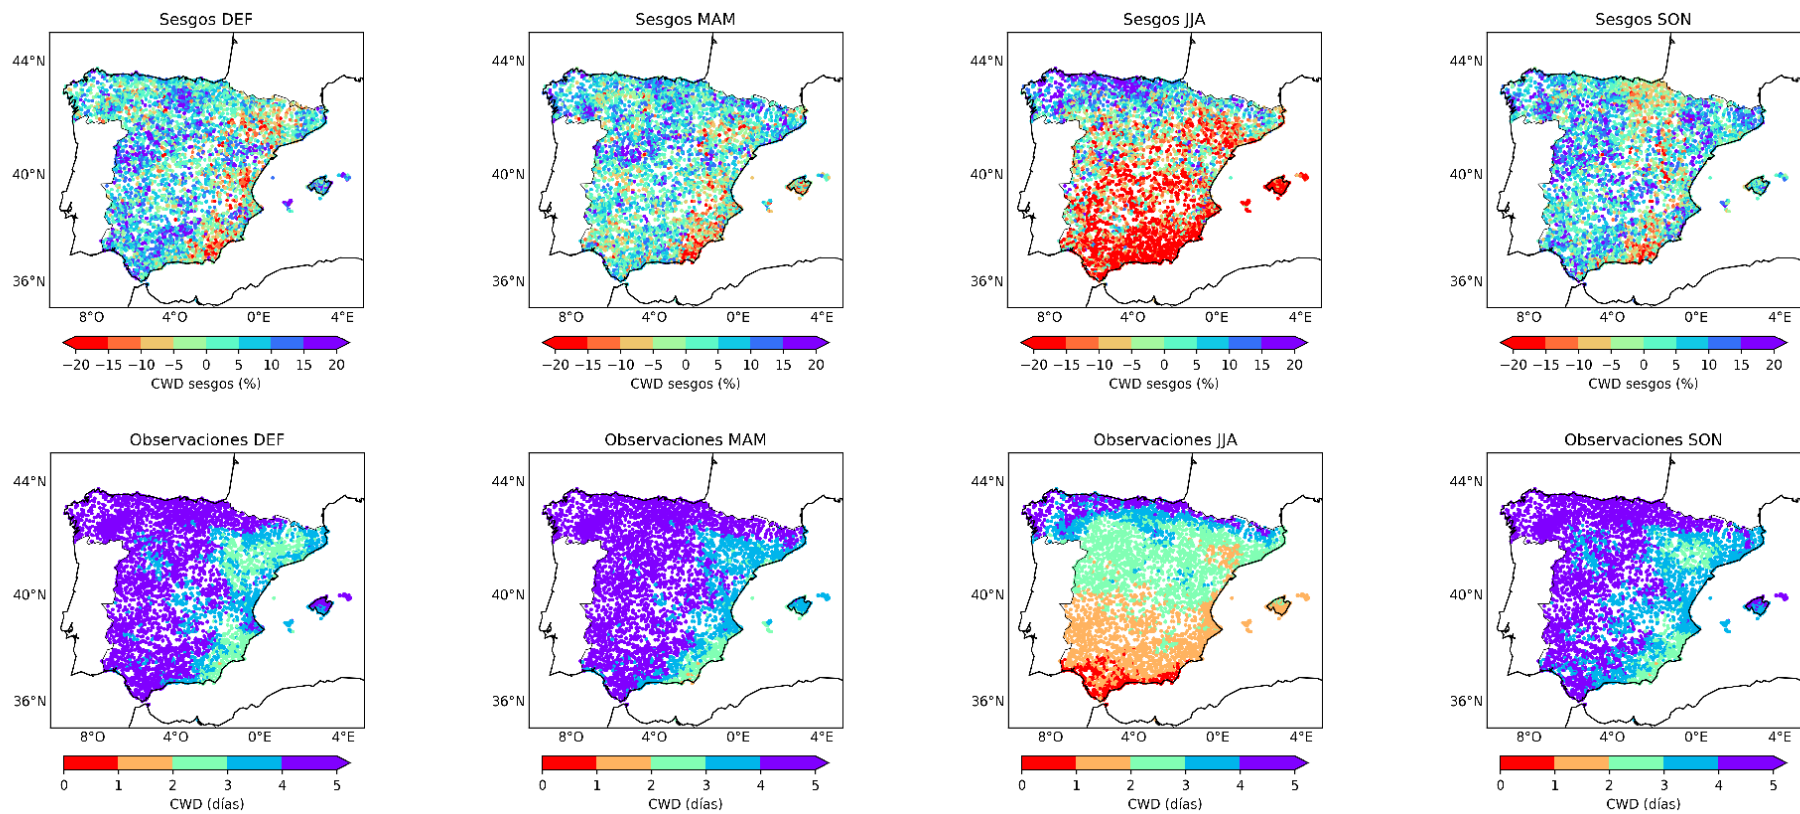 Sesgos DEF Sesgos MAM Sesgos JJA Sesgos SON
44°N 44°N 44°N 44°N
40°N 40°N 40°N 40°N
36°N 36°N 36°N 36°N
8°O 4°O 0°E 4°E 8°O 4°O 0°E 4°E 8°O 4°O 0°E 4°E 8°O 4°O 0°E 4°E
−20 −15 −10 −5 0 5 10 15 20 −20 −15 −10 −5 0 5 10 15 20 −20 −15 −10 −5 0 5 10 15 20 −20 −15 −10 −5 0 5 10 15 20
CWD sesgos (%) CWD sesgos (%) CWD sesgos (%) CWD sesgos (%)
Observaciones DEF Observaciones MAM Observaciones JJA Observaciones SON
44°N 44°N 44°N 44°N
40°N 40°N 40°N 40°N
36°N 36°N 36°N 36°N
8°O 4°O 0°E 4°E 8°O 4°O 0°E 4°E 8°O 4°O 0°E 4°E 8°O 4°O 0°E 4°E
0 1 2 3 4 5 0 1 2 3 4 5 0 1 2 3 4 5 0 1 2 3 4 5
CWD (días) CWD (días) CWD (días) CWD (días)